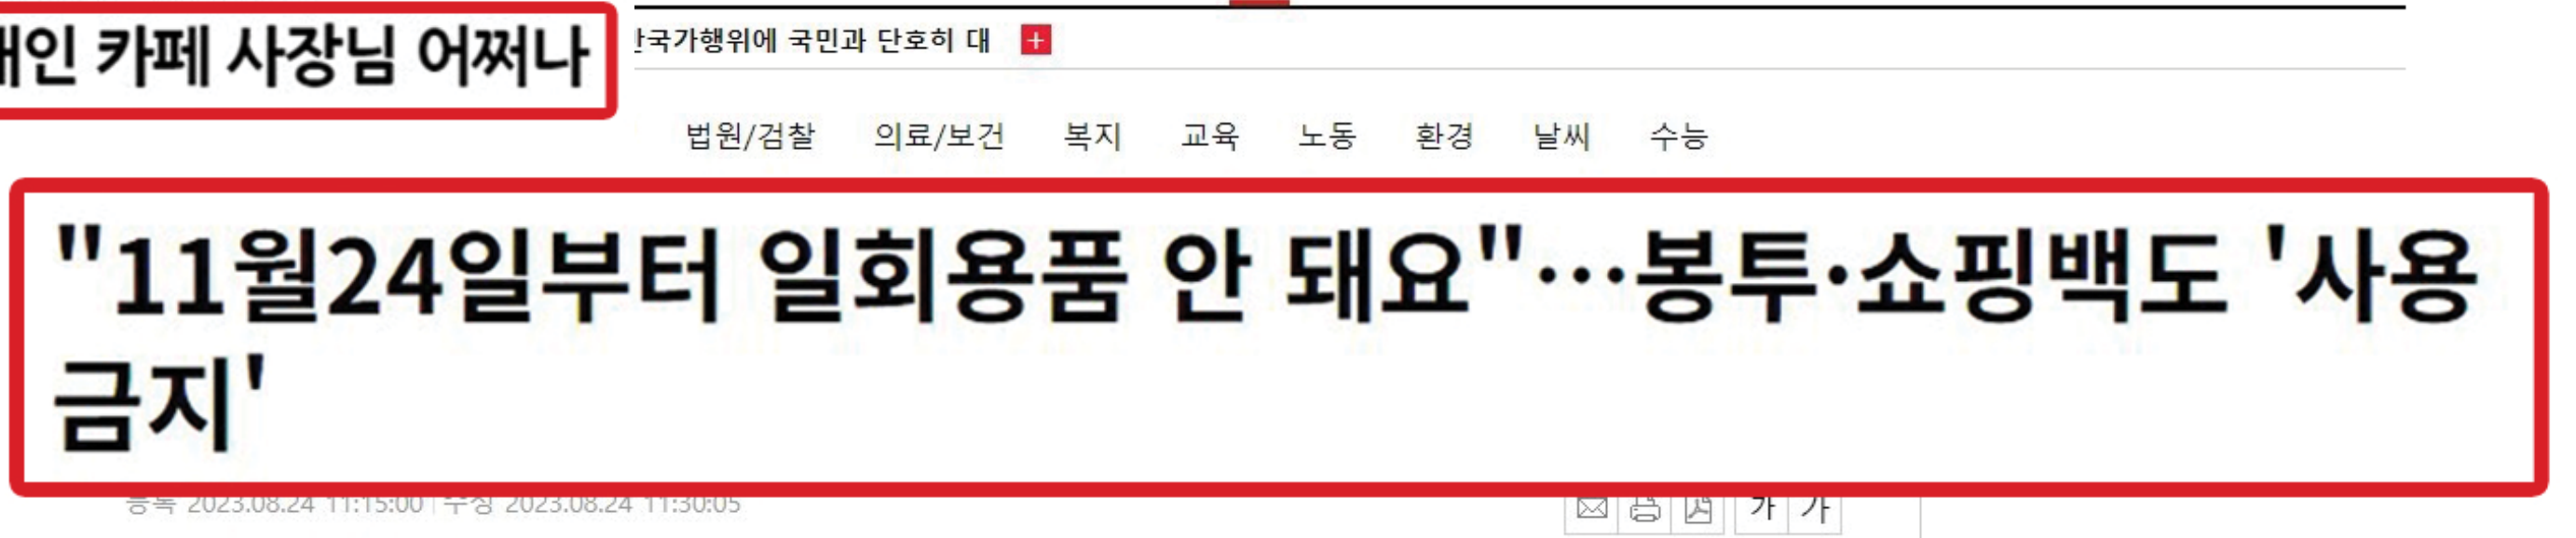 인 카페 사장님 어쩌나
국가행위에 국민과 단호히 대
법원/검찰 의료/보건 복지 교육 노동 환경 날씨 수능
"11월24일부터 일회용품 안 돼요"…봉투·쇼핑백도 '사용
금지'
등록 2023.08.24 11:15:00 | 수정 2023.08.24 11:30:05
가 가